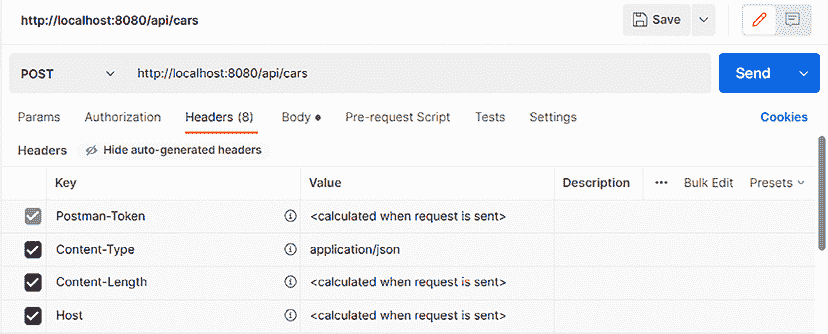 http://localhost:8080/api/cars
Save
POST http://localhost:8080/api/cars Send
Params Authorization Headers (8) Body Pre-request Script Tests Settings Cookies
Headers Hide auto-generated headers
Key Value Description ••• Bulk Edit Presets
Postman-Token <calculated when request is sent>
Content-Type application/json
Content-Length <calculated when request is sent>
Host <calculated when request is sent>